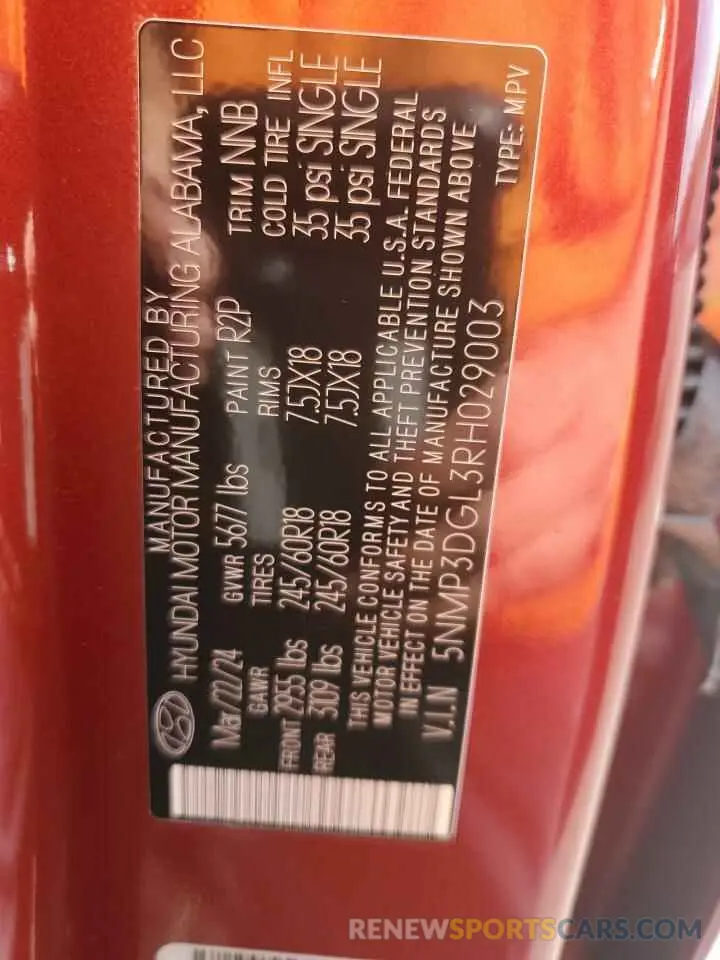 MANUFACTURED BY
HYUNDAI MOTOR MANUFACTURING ALABAMA, LLC
Mar/22/24 GVWR 5677 lbs PAINT R2P TRIM NNB
GAWR TIRES RIMS COLD TIRE INFL
FRONT 2955 lbs 245/60R18 7.5JX18 35 psi SINGLE
REAR 3109 lbs 245/60R18 7.5JX18 35 psi SINGLE
THIS VEHICLE CONFORMS TO ALL APPLICABLE U.S.A. FEDERAL
MOTOR VEHICLE SAFETY AND THEFT PREVENTION STANDARDS
IN EFFECT ON THE DATE OF MANUFACTURE SHOWN ABOVE
V.I.N 5NMP3DGL3RH029003
TYPE: MPV
RENEWSPORTSCARS.COM